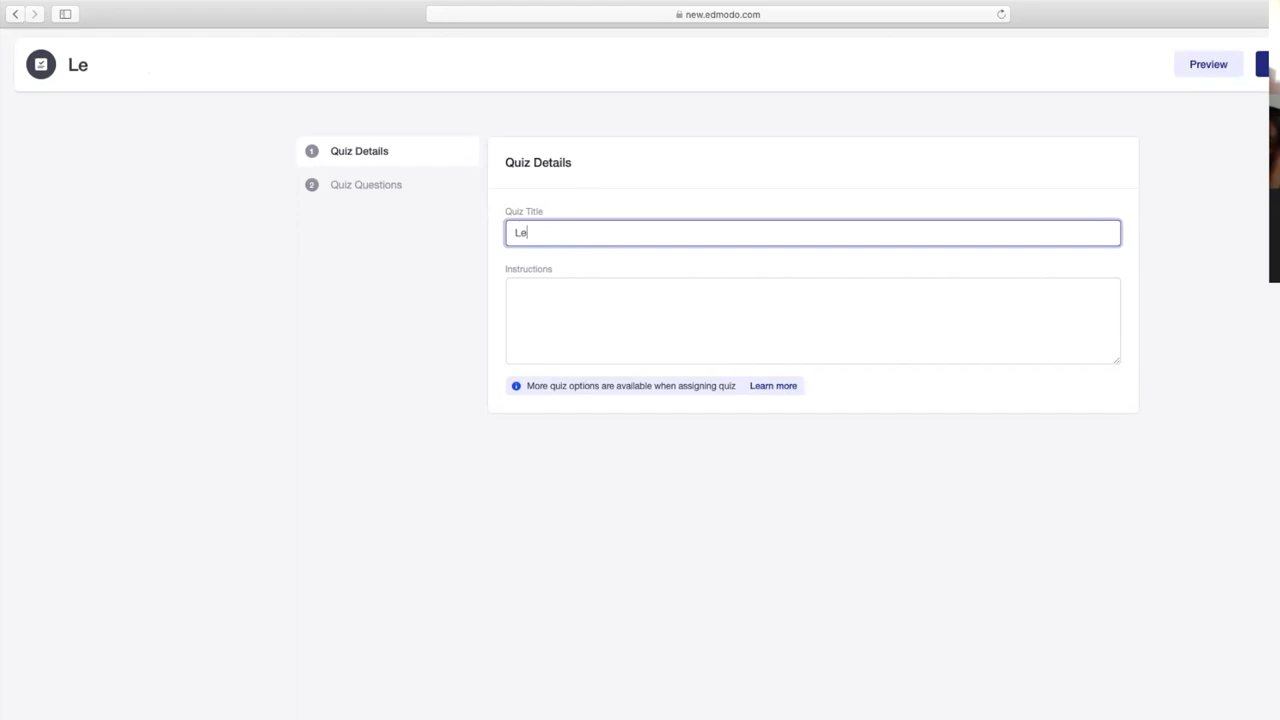 new.edmodo.com
Le
Preview
1 Quiz Details
2 Quiz Questions
Quiz Details
Quiz Title
Le
Instructions
More quiz options are available when assigning quiz Learn more